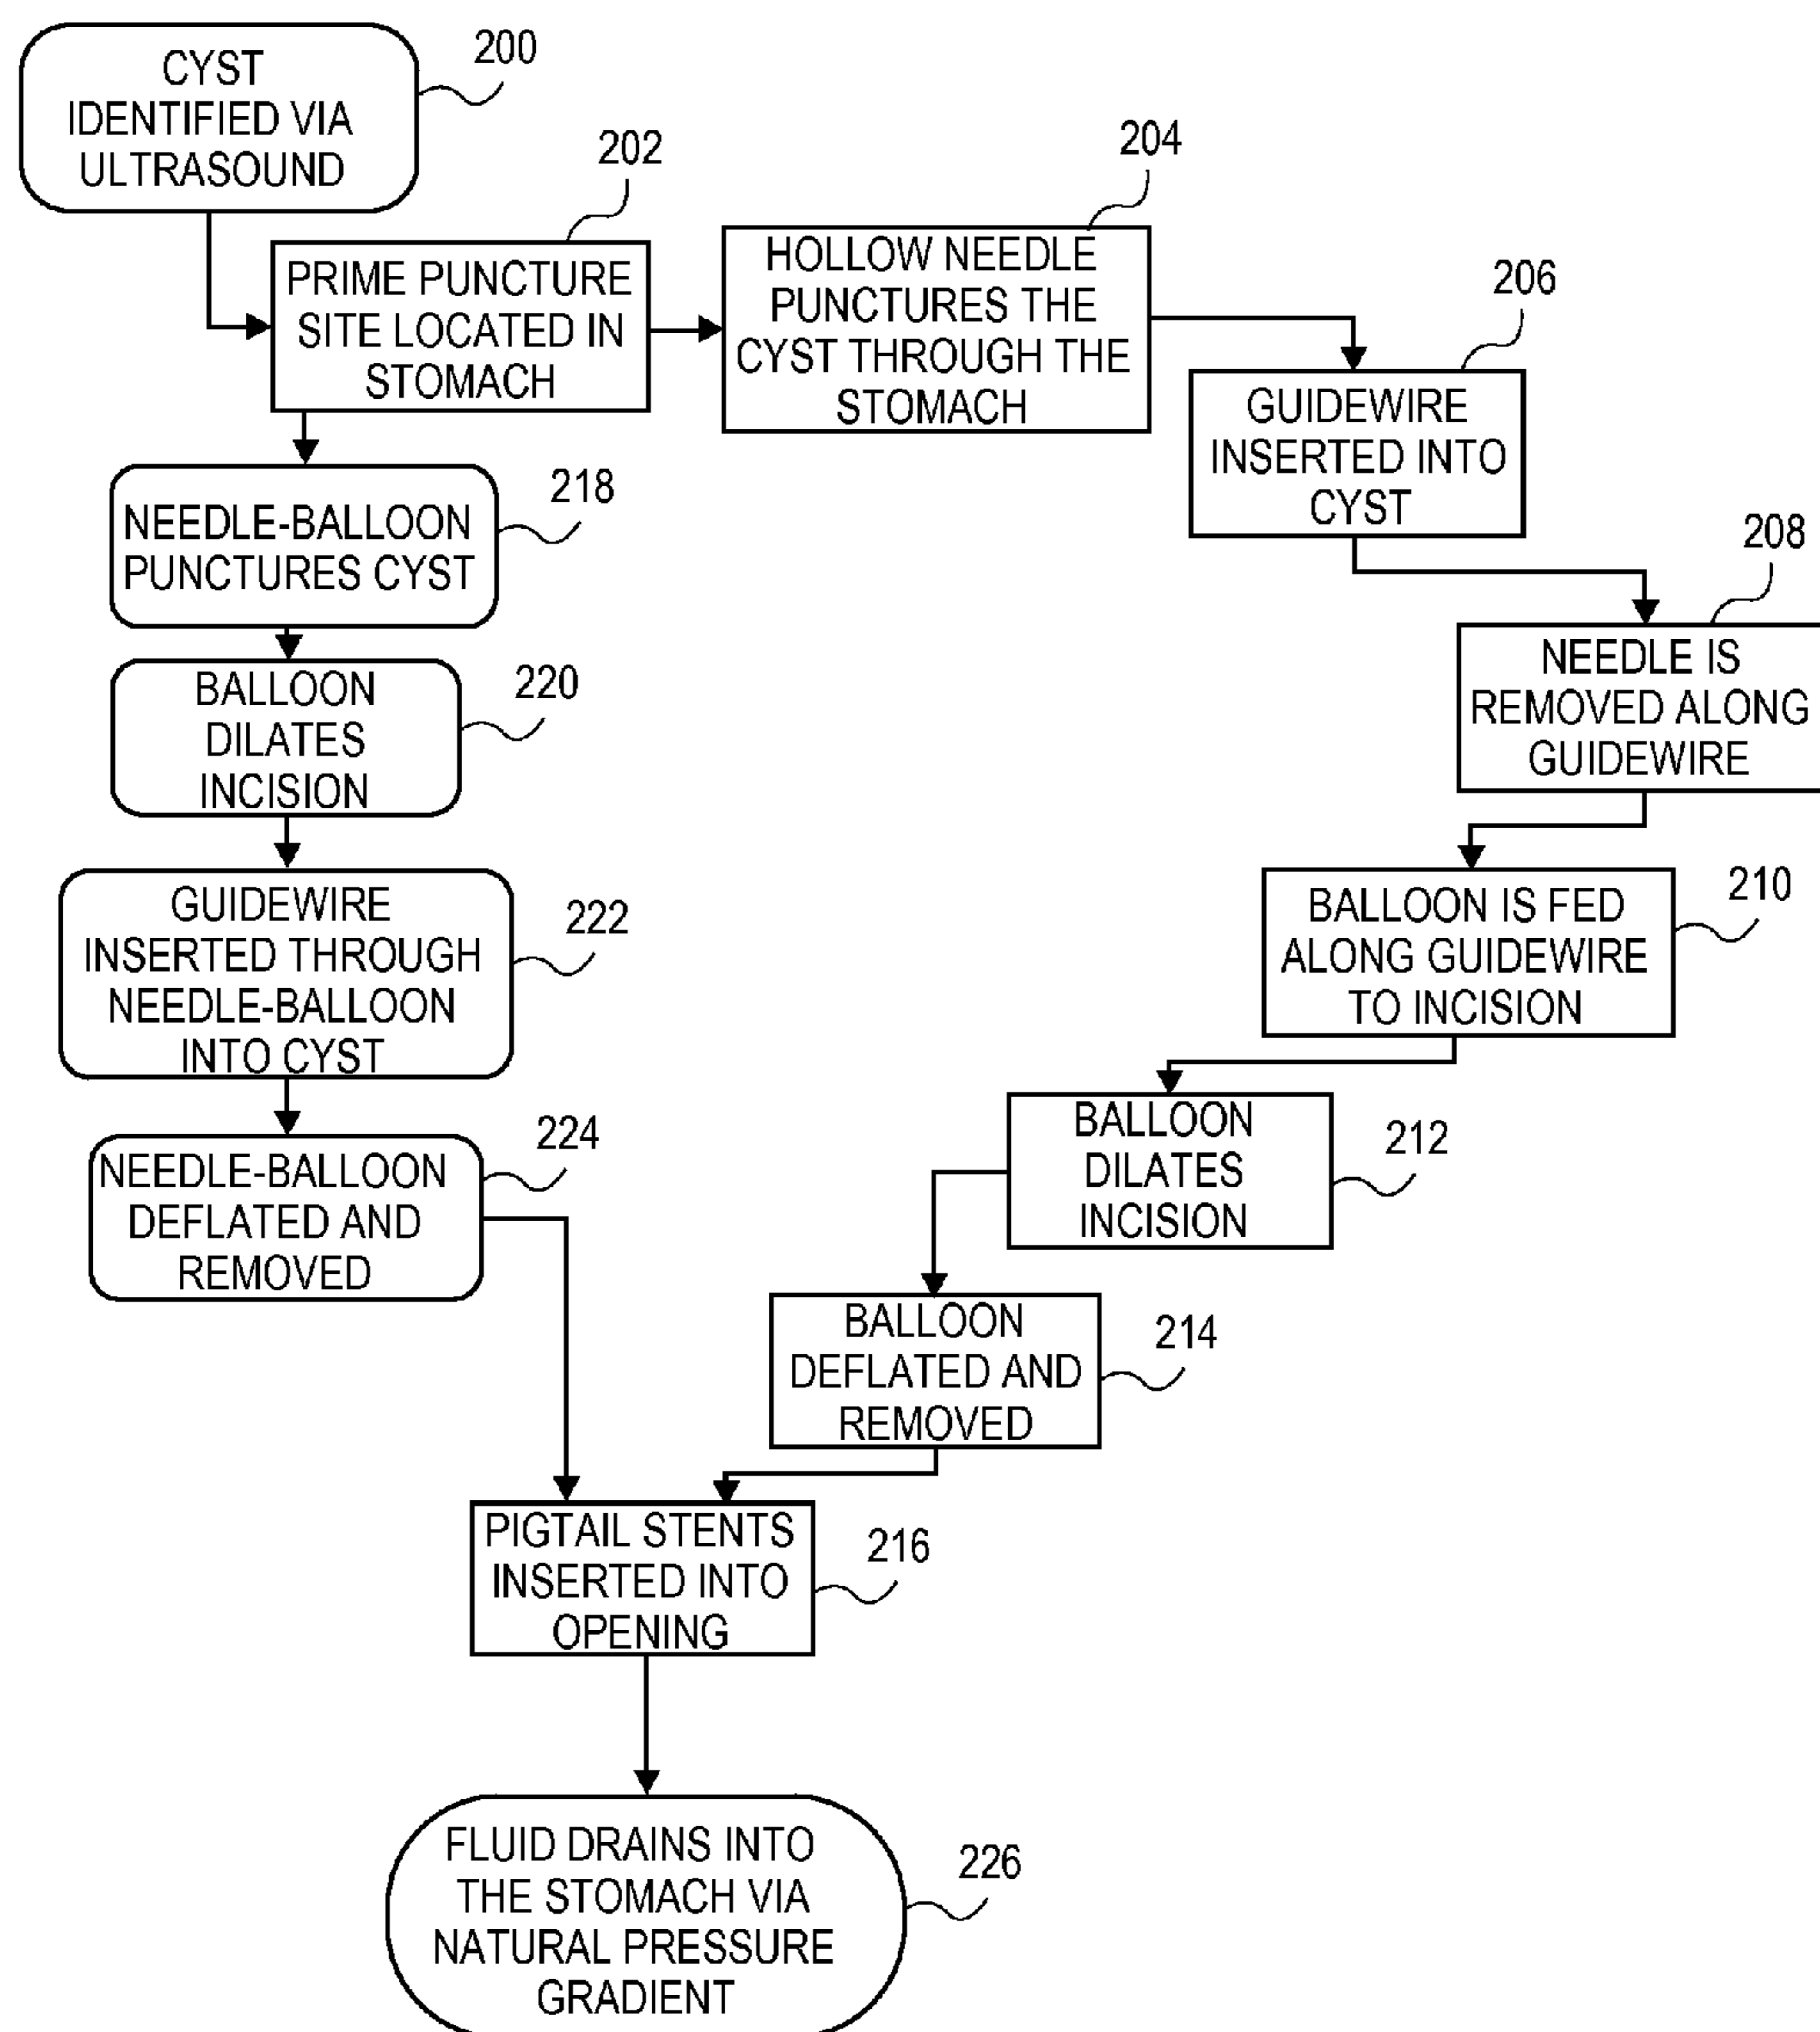 CYST
IDENTIFIED VIA
ULTRASOUND
200
PRIME PUNCTURE
SITE LOCATED IN
STOMACH
202
HOLLOW NEEDLE
PUNCTURES THE
CYST THROUGH THE
STOMACH
204
GUIDEWIRE
INSERTED INTO
CYST
206
NEEDLE IS
REMOVED ALONG
GUIDEWIRE
208
BALLOON IS FED
ALONG GUIDEWIRE
TO INCISION
210
BALLOON
DILATES
INCISION
212
BALLOON
DEFLATED AND
REMOVED
214
NEEDLE-BALLOON
PUNCTURES CYST
218
BALLOON
DILATES
INCISION
220
GUIDEWIRE
INSERTED THROUGH
NEEDLE-BALLOON
INTO CYST
222
NEEDLE-BALLOON
DEFLATED AND
REMOVED
224
PIGTAIL STENTS
INSERTED INTO
OPENING
216
FLUID DRAINS INTO
THE STOMACH VIA
NATURAL PRESSURE
GRADIENT
226